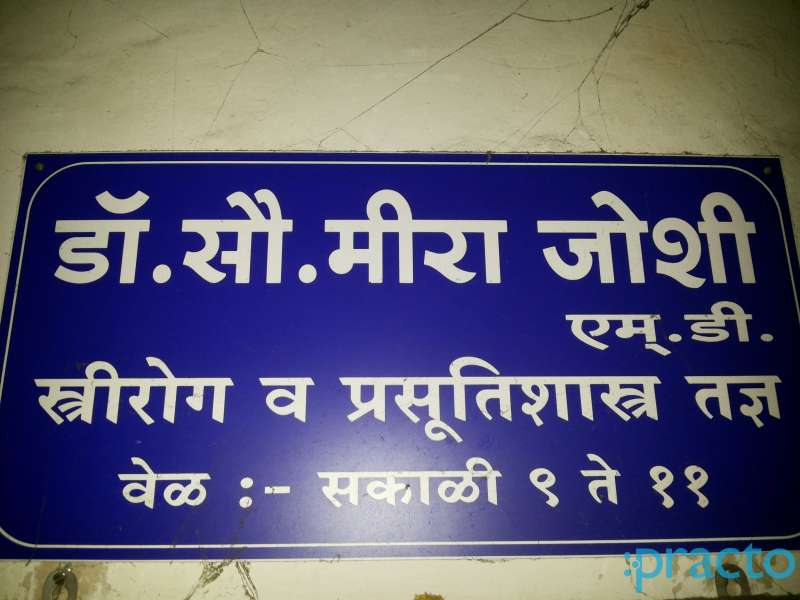 डॉ.सौ.मीरा जोशी
एम्.डी.
स्त्रीरोग व प्रसूतिशास्त्र तज्ञ
वेळ :- सकाळी ९ ते ११
:practo